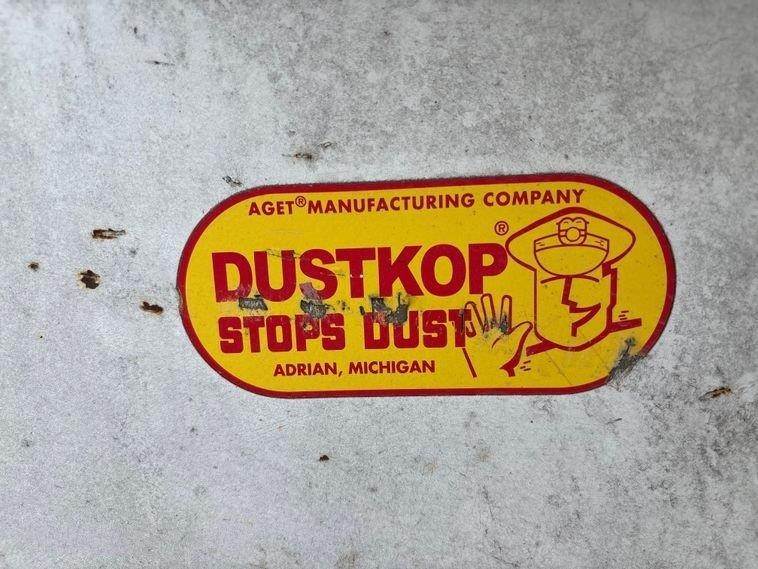 AGET® MANUFACTURING COMPANY
DUSTKOP®
STOPS DUST
ADRIAN, MICHIGAN